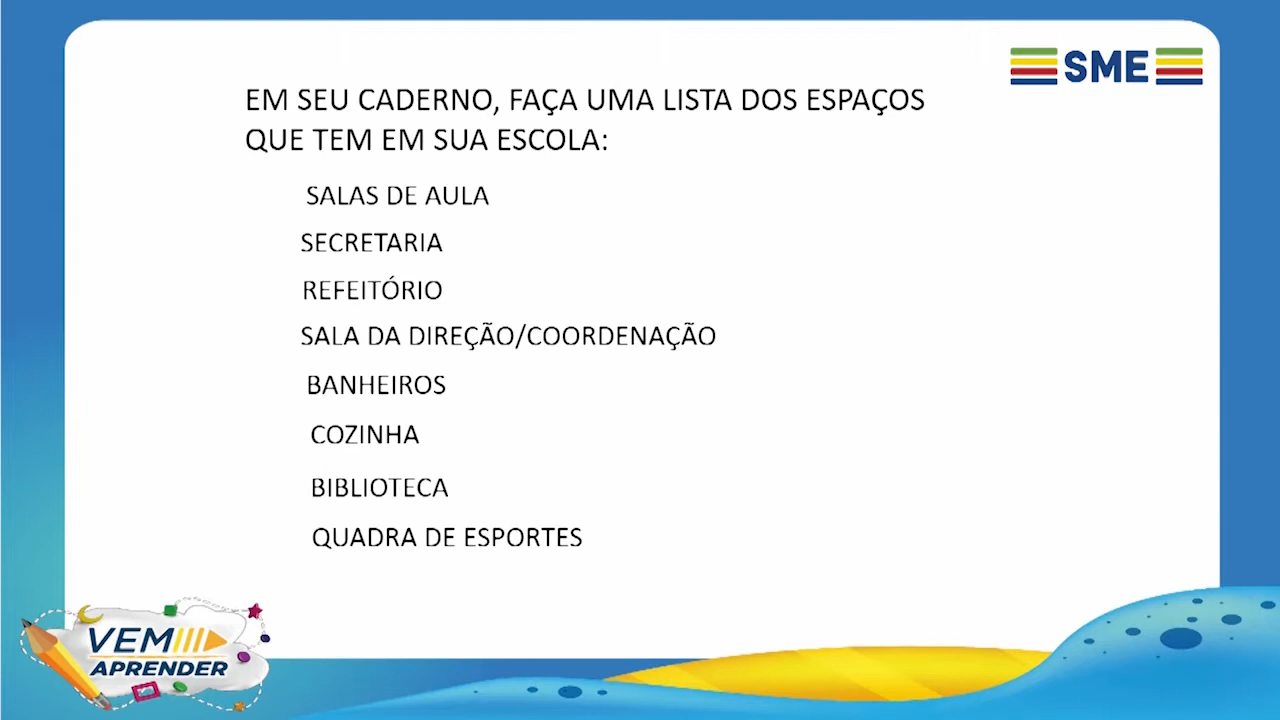 SME
EM SEU CADERNO, FAÇA UMA LISTA DOS ESPAÇOS
QUE TEM EM SUA ESCOLA:
SALAS DE AULA
SECRETARIA
REFEITÓRIO
SALA DA DIREÇÃO/COORDENAÇÃO
BANHEIROS
COZINHA
BIBLIOTECA
QUADRA DE ESPORTES
VEM
APRENDER